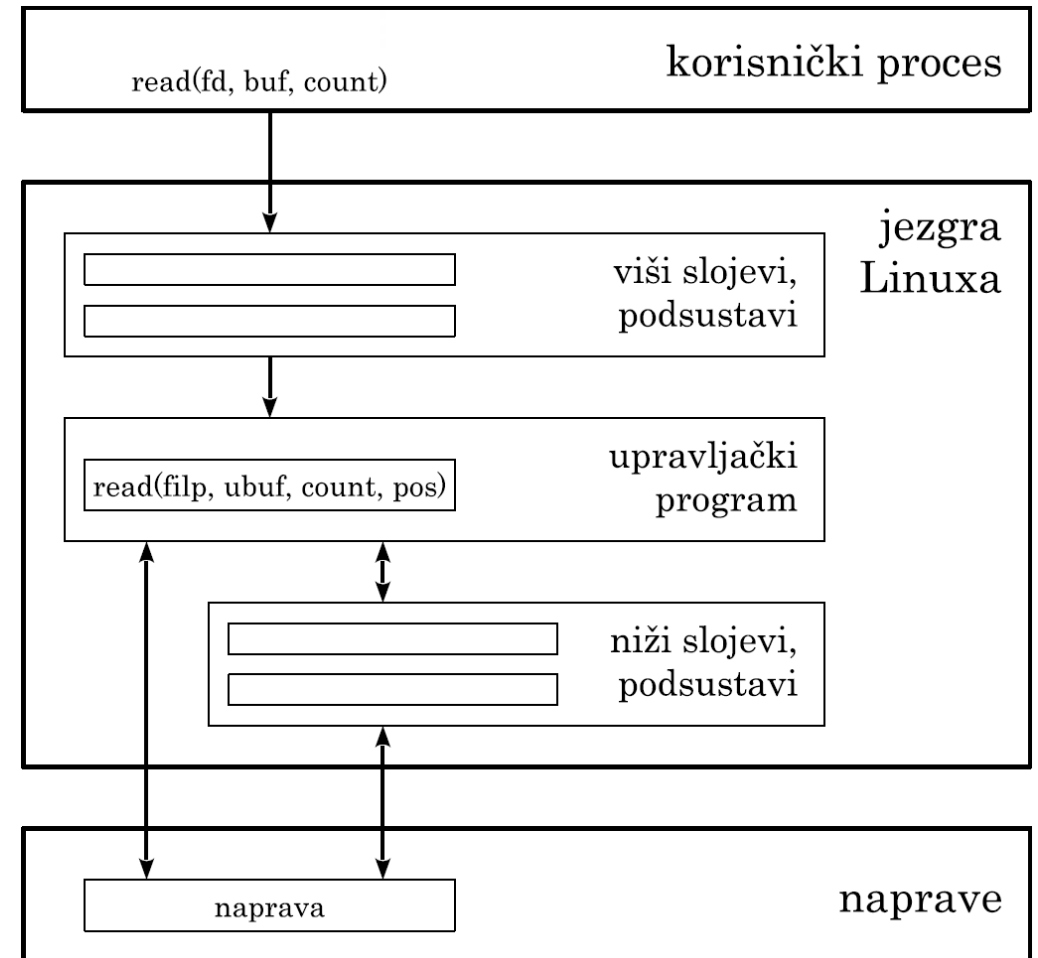 korisnički proces
read(fd, buf, count)
jezgra
Linuxa
viši slojevi,
podsustavi
upravljački
program
read(filp, ubuf, count, pos)
niži slojevi,
podsustavi
naprave
naprava